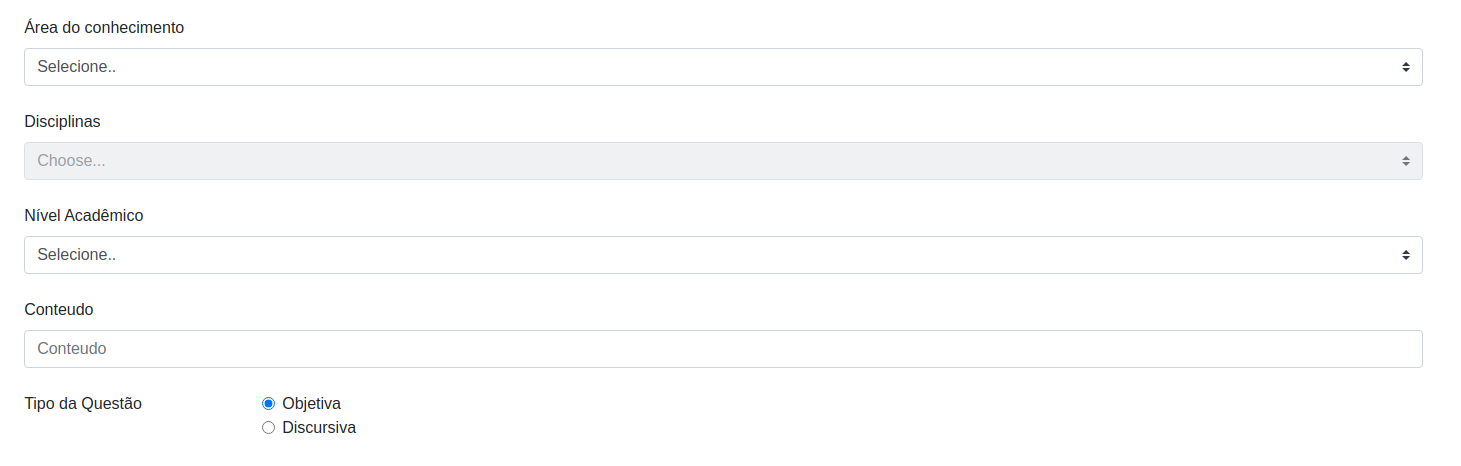 Área do conhecimento
Selecione..
Disciplinas
Choose...
Nível Acadêmico
Selecione..
Conteudo
Conteudo
Tipo da Questão
Objetiva
Discursiva